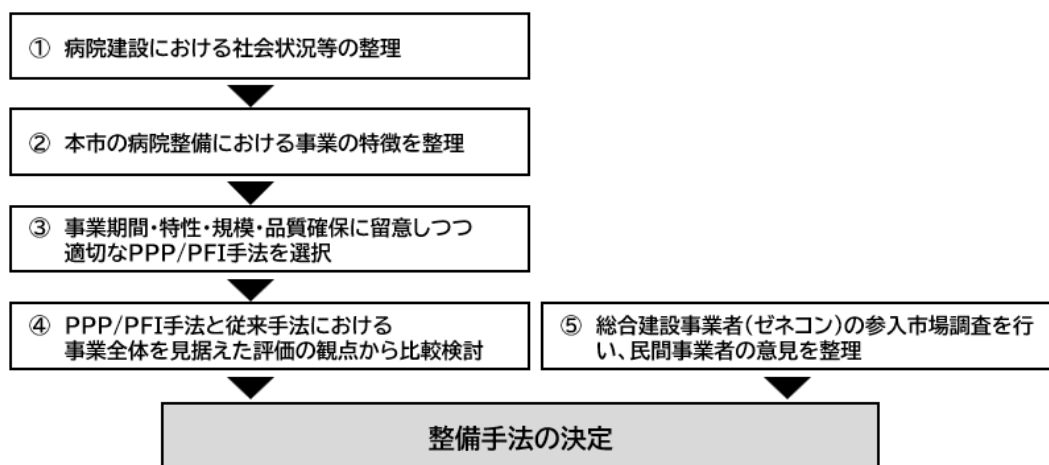 ① 病院建設における社会状況等の整理
② 本市の病院整備における事業の特徴を整理
③ 事業期間・特性・規模・品質確保に留意しつつ
適切なPPP/PFI手法を選択
④ PPP/PFI手法と従来手法における
事業全体を見据えた評価の観点から比較検討
⑤ 総合建設事業者(ゼネコン)の参入市場調査を行
い、民間事業者の意見を整理
整備手法の決定